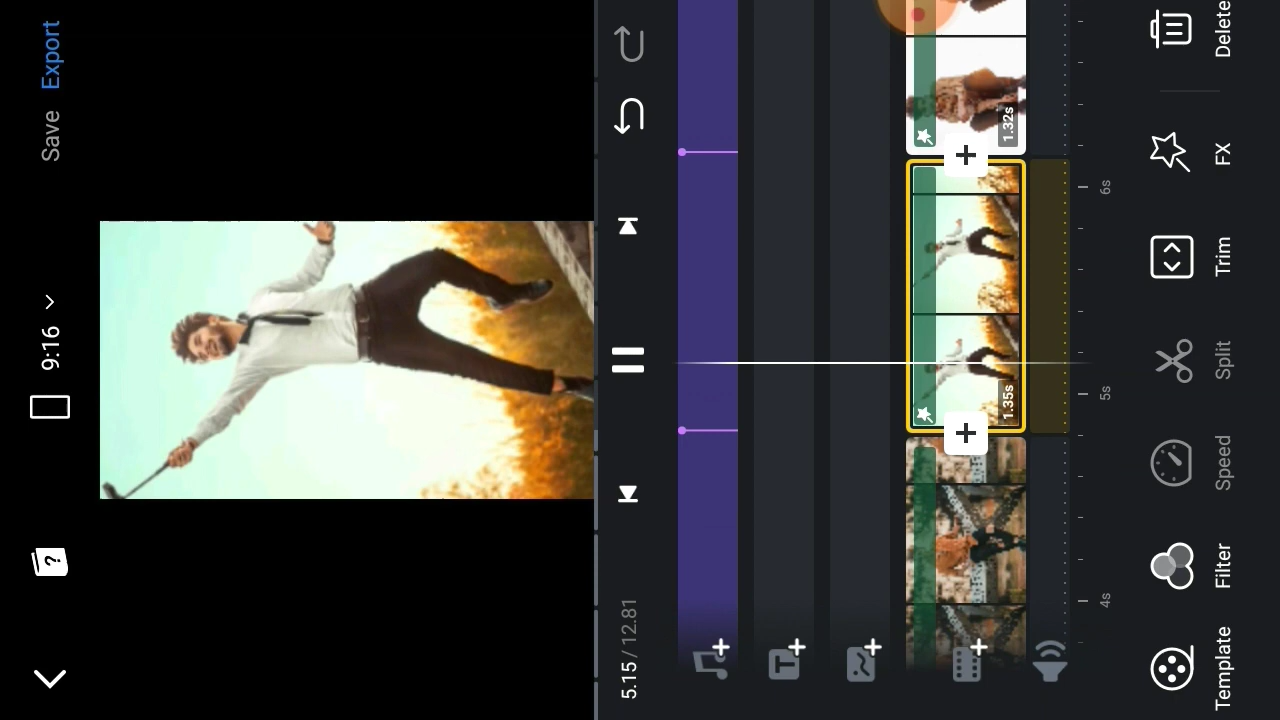 9:16
Save
Export
5.15 / 12.81
T
4s
5s
6s
1.35s
1.32s
Template
Filter
Speed
Split
Trim
FX
Delete